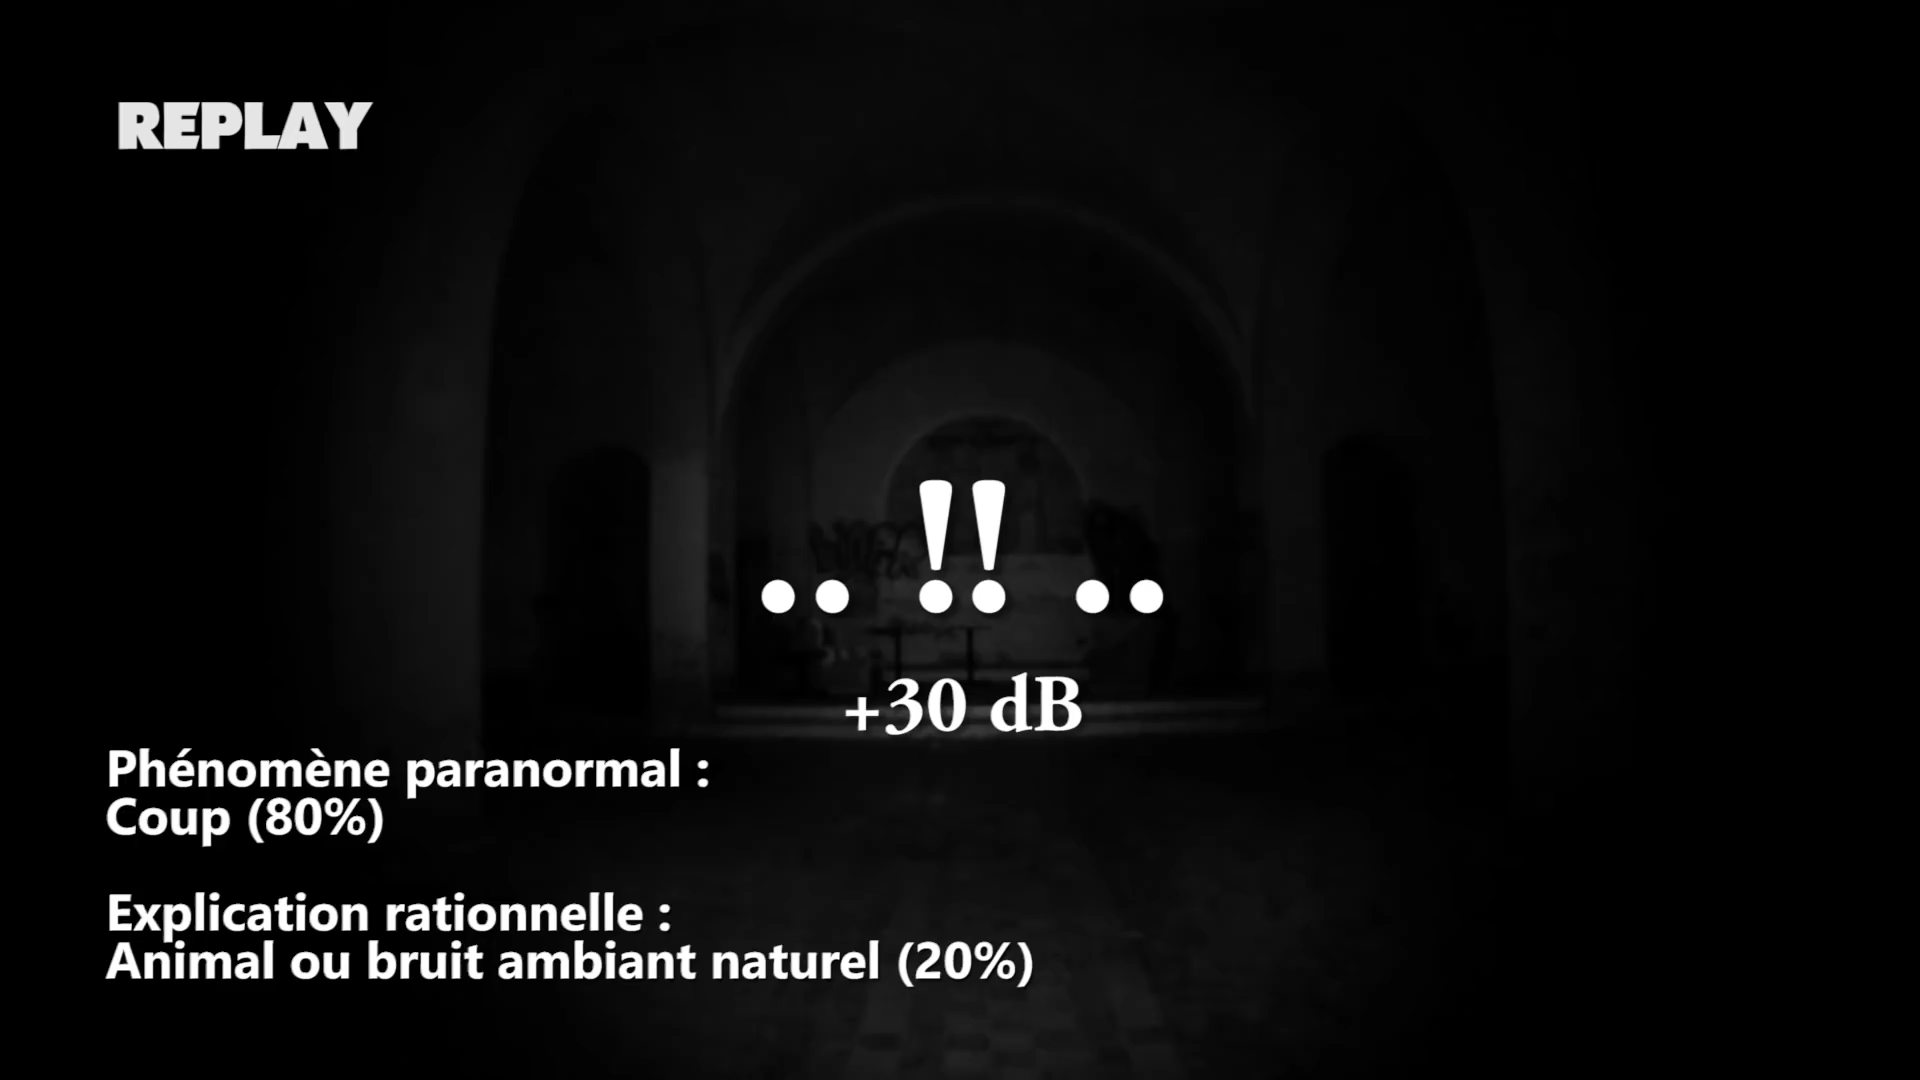 REPLAY
.. !! ..
+30 dB
Phénomène paranormal :
Coup (80%)
Explication rationnelle :
Animal ou bruit ambiant naturel (20%)